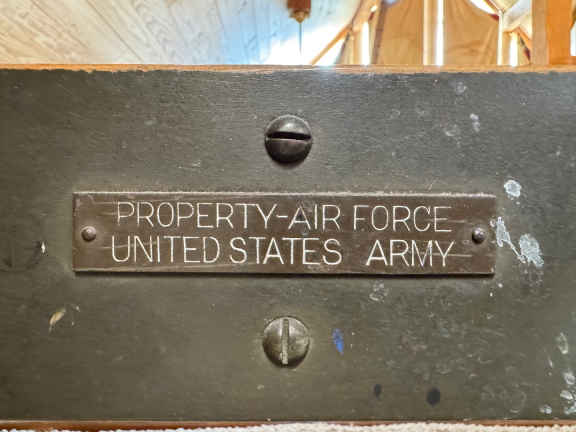 PROPERTY-AIR FORCE
UNITED STATES ARMY